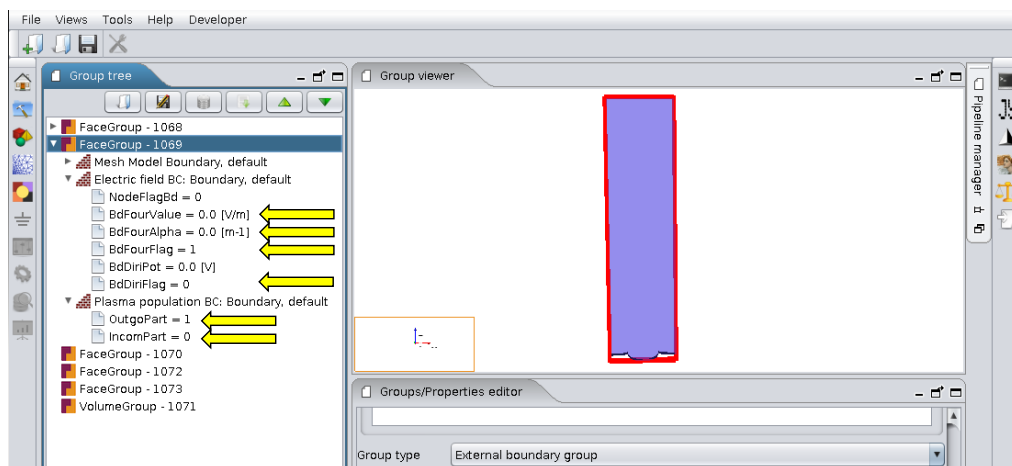 File Views Tools Help Developer
Group tree
FaceGroup - 1068
FaceGroup - 1069
Mesh Model Boundary, default
Electric field BC: Boundary, default
NodeFlagBd = 0
BdFourValue = 0.0 [V/m]
BdFourAlpha = 0.0 [m-1]
BdFourFlag = 1
BdDiriPot = 0.0 [V]
BdDiriFlag = 0
Plasma population BC: Boundary, default
OutgoPart = 1
IncomPart = 0
FaceGroup - 1070
FaceGroup - 1072
FaceGroup - 1073
VolumeGroup - 1071
Group viewer
Groups/Properties editor
Group type External boundary group
Pipeline manager